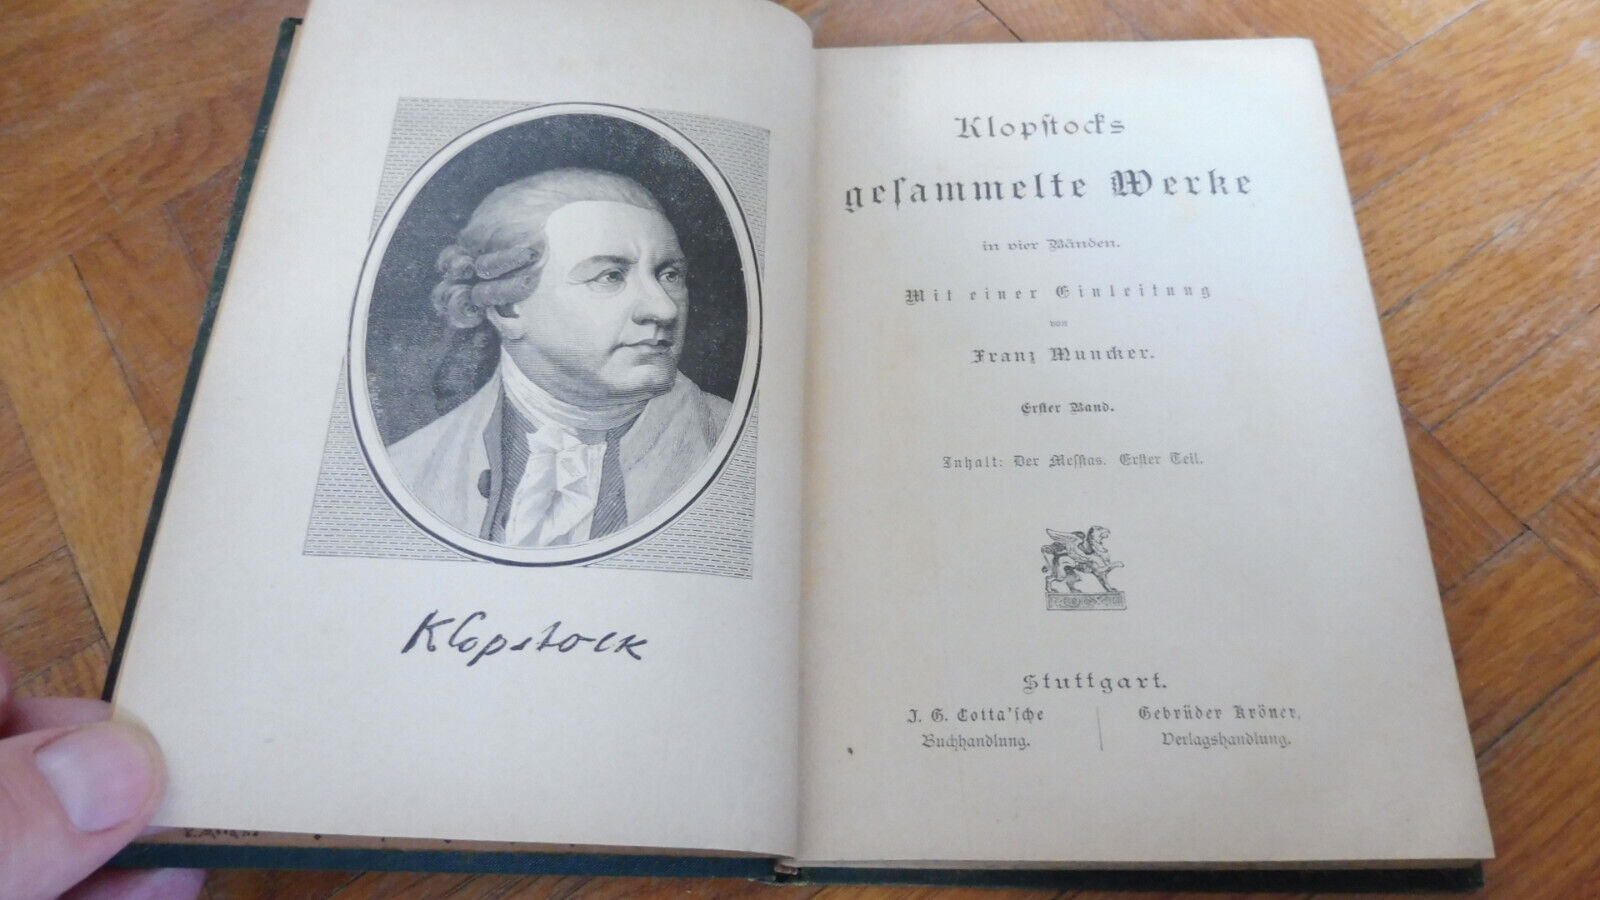 Klopstock
Klopſtocks
geſammelte Werke
in vier Bänden.
Mit einer Einleitung
von
Franz Muncker.
Erſter Band.
Inhalt: Der Meſſias. Erſter Teil.
Stuttgart.
J. G. Cotta'ſche
Buchhandlung.
Gebrüder Kröner,
Verlagshandlung.